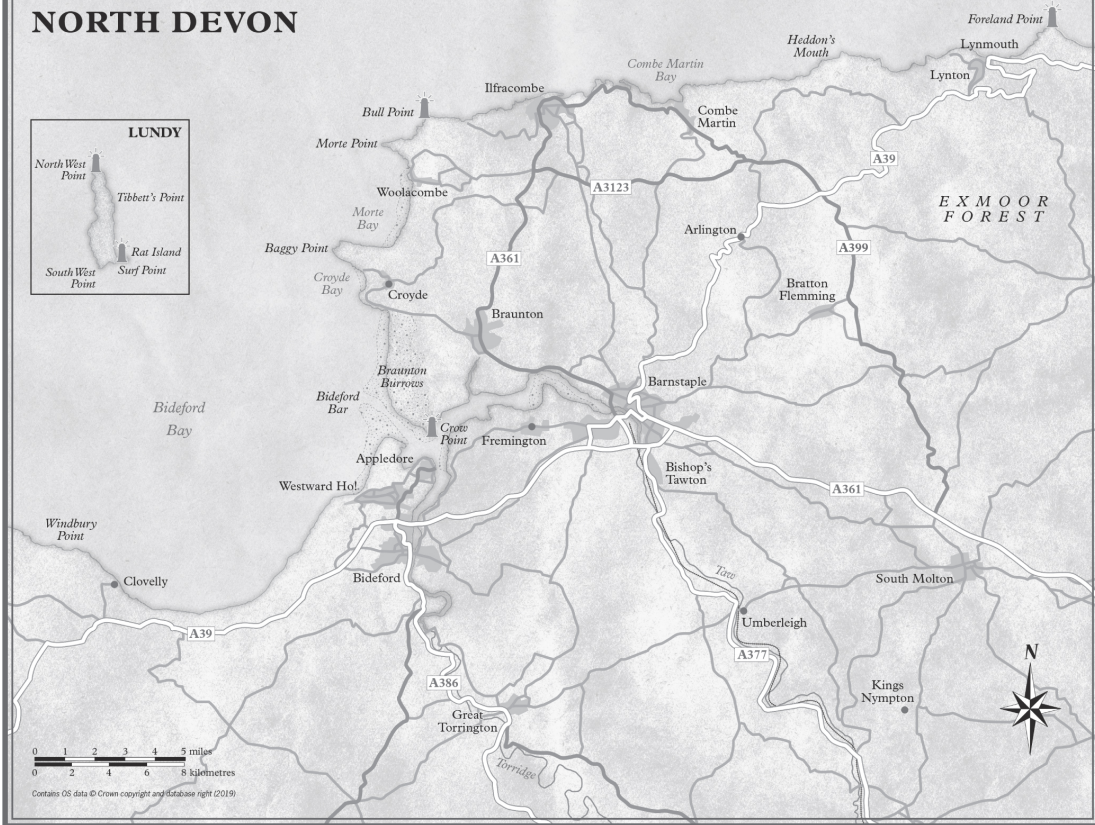 NORTH DEVON
Foreland Point
Lynmouth
Heddon's
Mouth
Combe Martin
Bay
Lynton
Ilfracombe
Bull Point
Combe
Martin
LUNDY
Morte Point
A39
North West
Point
A3123
Woolacombe
Tibbett's Point
EXMOOR
FOREST
Morte
Bay
Arlington
Baggy Point
A399
Rat Island
A361
South West
Point
Surf Point
Croyde
Bay
Croyde
Bratton
Flemming
Braunton
Braunton
Burrows
Barnstaple
Bideford
Bar
Bideford
Bay
Crow
Point
Fremington
Appledore
Bishop's
Tawton
Westward Ho!
A361
Windbury
Point
Clovelly
Bideford
Taw
South Molton
Umberleigh
A39
A377
N
A386
Kings
Nympton
Great
Torrington
0 1 2 3 4 5 miles
0 2 4 6 8 kilometres
Torridge
Contains OS data © Crown copyright and database right (2019)